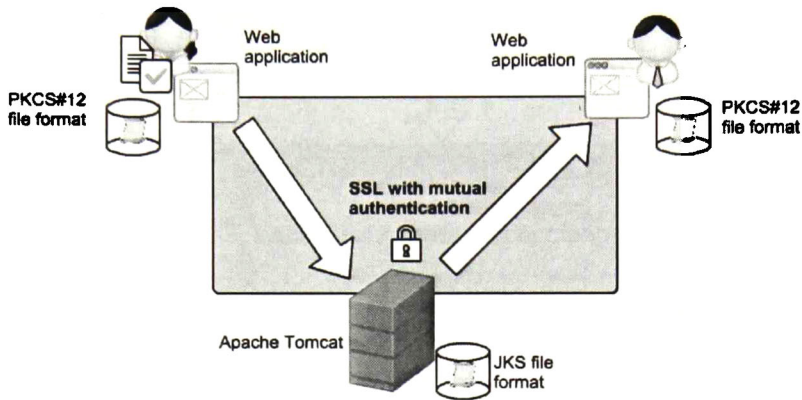 Web
application
Web
application
PKCS#12
file format
PKCS#12
file format
SSL with mutual
authentication
Apache Tomcat
JKS file
format